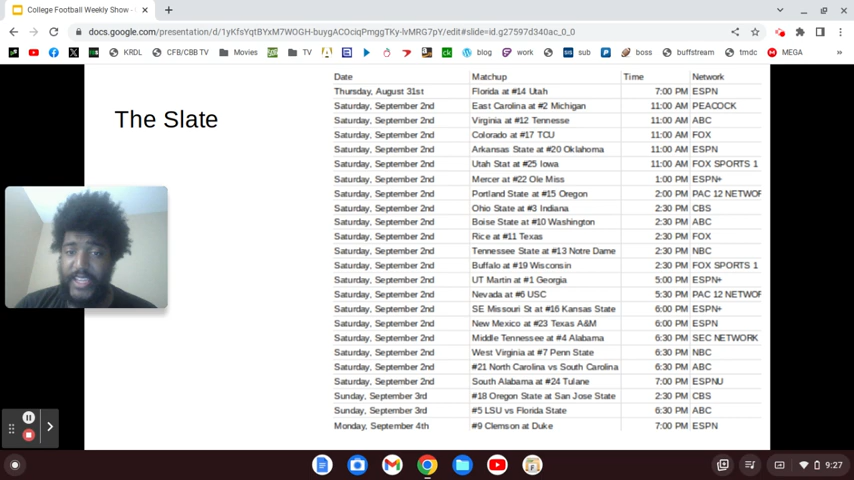 College Football Weekly Show -
docs.google.com/presentation/d/1yKfsYqtBYxM7WOGH-buygACOciqPmggTKy-lvMRG7pY/edit#slide=id.g27597d340ac_0_0
KRDL CFB/CBB TV Movies TV blog work sub boss buffstream tmdc MEGA »
The Slate
Date Matchup Time Network
Thursday, August 31st Florida at #14 Utah 7:00 PM ESPN
Saturday, September 2nd East Carolina at #2 Michigan 11:00 AM PEACOCK
Saturday, September 2nd Virginia at #12 Tennesse 11:00 AM ABC
Saturday, September 2nd Colorado at #17 TCU 11:00 AM FOX
Saturday, September 2nd Arkansas State at #20 Oklahoma 11:00 AM ESPN
Saturday, September 2nd Utah Stat at #25 Iowa 11:00 AM FOX SPORTS 1
Saturday, September 2nd Mercer at #22 Ole Miss 1:00 PM ESPN+
Saturday, September 2nd Portland State at #15 Oregon 2:00 PM PAC 12 NETWOR
Saturday, September 2nd Ohio State at #3 Indiana 2:30 PM CBS
Saturday, September 2nd Boise State at #10 Washington 2:30 PM ABC
Saturday, September 2nd Rice at #11 Texas 2:30 PM FOX
Saturday, September 2nd Tennessee State at #13 Notre Dame 2:30 PM NBC
Saturday, September 2nd Buffalo at #19 Wisconsin 2:30 PM FOX SPORTS 1
Saturday, September 2nd UT Martin at #1 Georgia 5:00 PM ESPN+
Saturday, September 2nd Nevada at #6 USC 5:30 PM PAC 12 NETWOR
Saturday, September 2nd SE Missouri St at #16 Kansas State 6:00 PM ESPN+
Saturday, September 2nd New Mexico at #23 Texas A&M 6:00 PM ESPN
Saturday, September 2nd Middle Tennessee at #4 Alabama 6:30 PM SEC NETWORK
Saturday, September 2nd West Virginia at #7 Penn State 6:30 PM NBC
Saturday, September 2nd #21 North Carolina vs South Carolina 6:30 PM ABC
Saturday, September 2nd South Alabama at #24 Tulane 7:00 PM ESPNU
Sunday, September 3rd #18 Oregon State at San Jose State 2:30 PM CBS
Sunday, September 3rd #5 LSU vs Florida State 6:30 PM ABC
Monday, September 4th #9 Clemson at Duke 7:00 PM ESPN
9:27